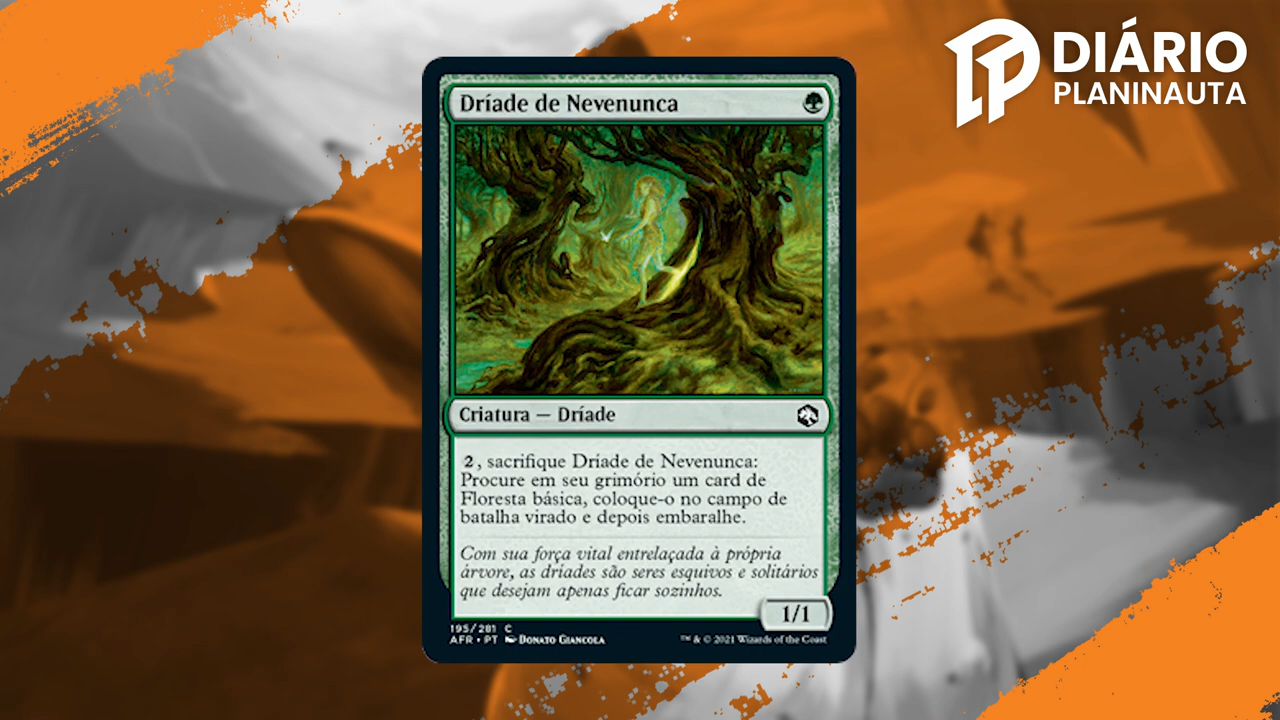 DIÁRIO
PLANINAUTA
Dríade de Nevenunca
Criatura — Dríade
2, sacrifique Dríade de Nevenunca:
Procure em seu grimório um card de
Floresta básica, coloque-o no campo de
batalha virado e depois embaralhe.
Com sua força vital entrelaçada à própria
árvore, as dríades são seres esquivos e solitários
que desejam apenas ficar sozinhos.
1/1
195/281 C
AFR • PT Donato Giancola
™ & © 2021 Wizards of the Coast